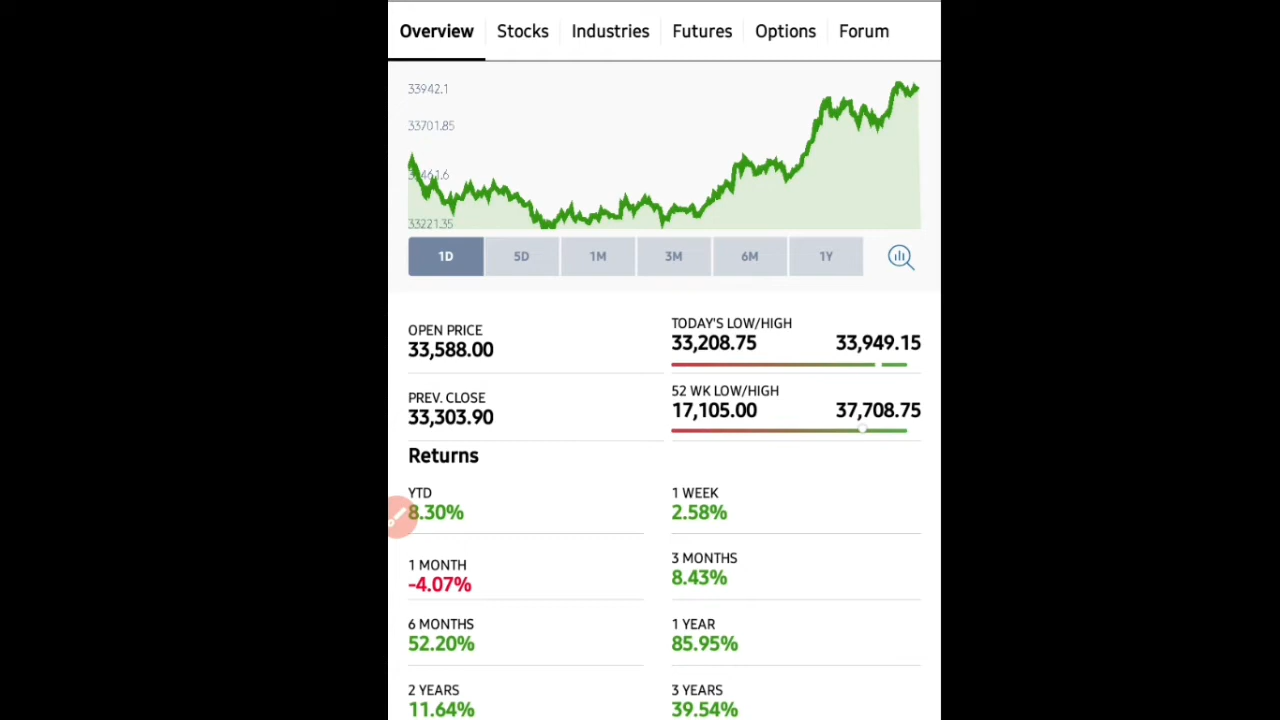 Overview Stocks Industries Futures Options Forum
33942.1
33701.85
461.6
33221.35
1D 5D 1M 3M 6M 1Y
OPEN PRICE
33,588.00
TODAY'S LOW/HIGH
33,208.75 33,949.15
PREV. CLOSE
33,303.90
52 WK LOW/HIGH
17,105.00 37,708.75
Returns
YTD
8.30%
1 WEEK
2.58%
1 MONTH
-4.07%
3 MONTHS
8.43%
6 MONTHS
52.20%
1 YEAR
85.95%
2 YEARS
11.64%
3 YEARS
39.54%